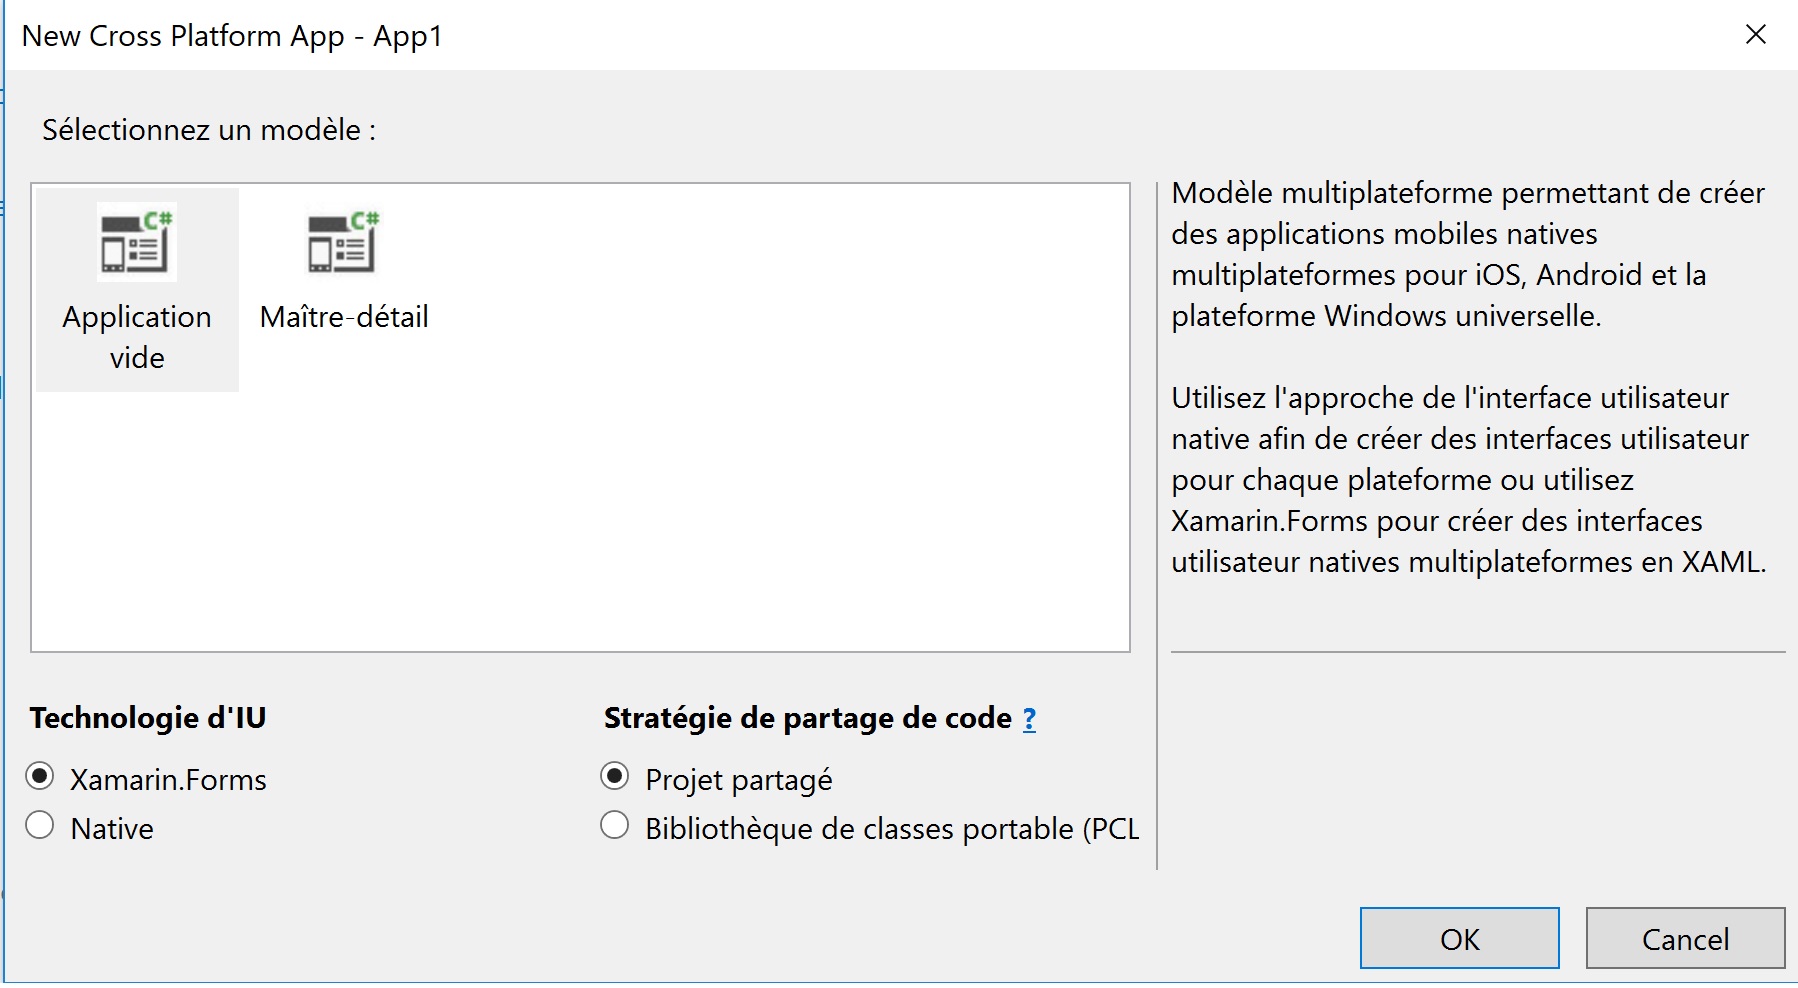 New Cross Platform App - App1
Sélectionnez un modèle :
C#
Application
vide
C#
Maître-détail
Modèle multiplateforme permettant de créer
des applications mobiles natives
multiplateformes pour iOS, Android et la
plateforme Windows universelle.
Utilisez l'approche de l'interface utilisateur
native afin de créer des interfaces utilisateur
pour chaque plateforme ou utilisez
Xamarin.Forms pour créer des interfaces
utilisateur natives multiplateformes en XAML.
Technologie d'IU
Xamarin.Forms
Native
Stratégie de partage de code ?
Projet partagé
Bibliothèque de classes portable (PCL
OK
Cancel